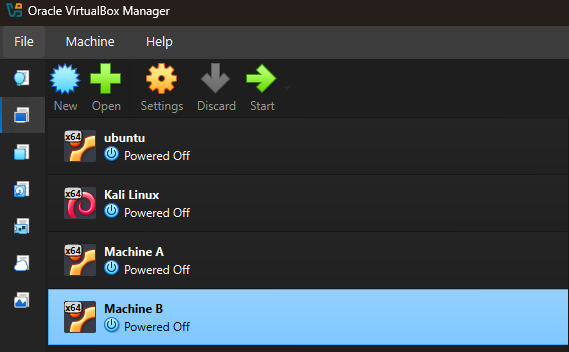 Oracle VirtualBox Manager
File Machine Help
New Open Settings Discard Start
x64 ubuntu
Powered Off
x64 Kali Linux
Powered Off
x64 Machine A
Powered Off
x64 Machine B
Powered Off